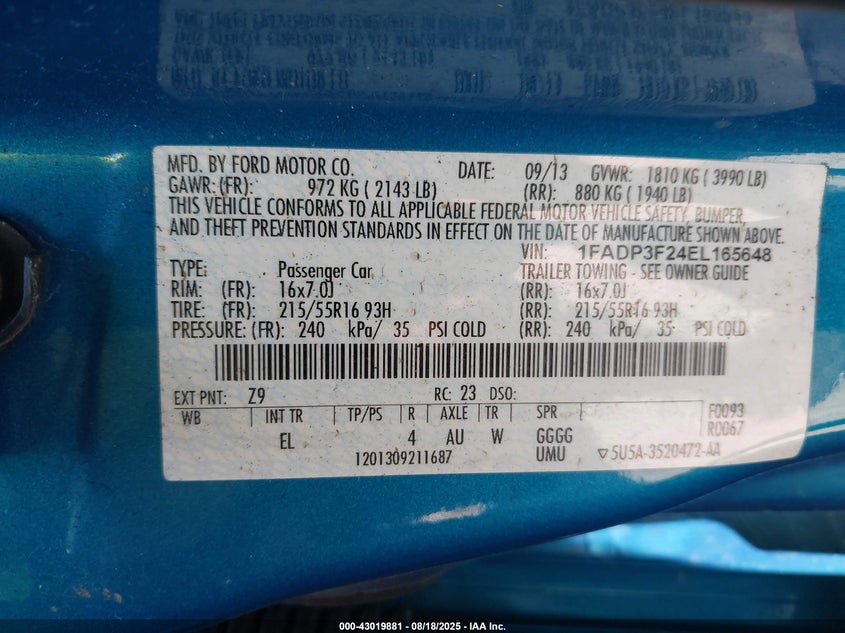 MFD. BY FORD MOTOR CO. DATE: 09/13 GVWR: 1810 KG ( 3990 LB)
GAWR: (FR): 972 KG ( 2143 LB) (RR): 880 KG ( 1940 LB)
THIS VEHICLE CONFORMS TO ALL APPLICABLE FEDERAL MOTOR VEHICLE SAFETY, BUMPER,
AND THEFT PREVENTION STANDARDS IN EFFECT ON THE DATE OF MANUFACTURE SHOWN ABOVE.
VIN: 1FADP3F24EL165648
TYPE: Passenger Car TRAILER TOWING - SEE OWNER GUIDE
RIM: (FR): 16x7.0J (RR): 16x7.0J
TIRE: (FR): 215/55R16 93H (RR): 215/55R16 93H
PRESSURE: (FR): 240 kPa/ 35 PSI COLD (RR): 240 kPa/ 35 PSI COLD
EXT PNT: Z9 RC: 23 DSO:
WB INT TR TP/PS R AXLE TR SPR F0093
EL 4 AU W GGGG R0067
1201309211687 UMU ▽5U5A-3520472-AA
000-43019881 - 08/18/2025 - IAA Inc.